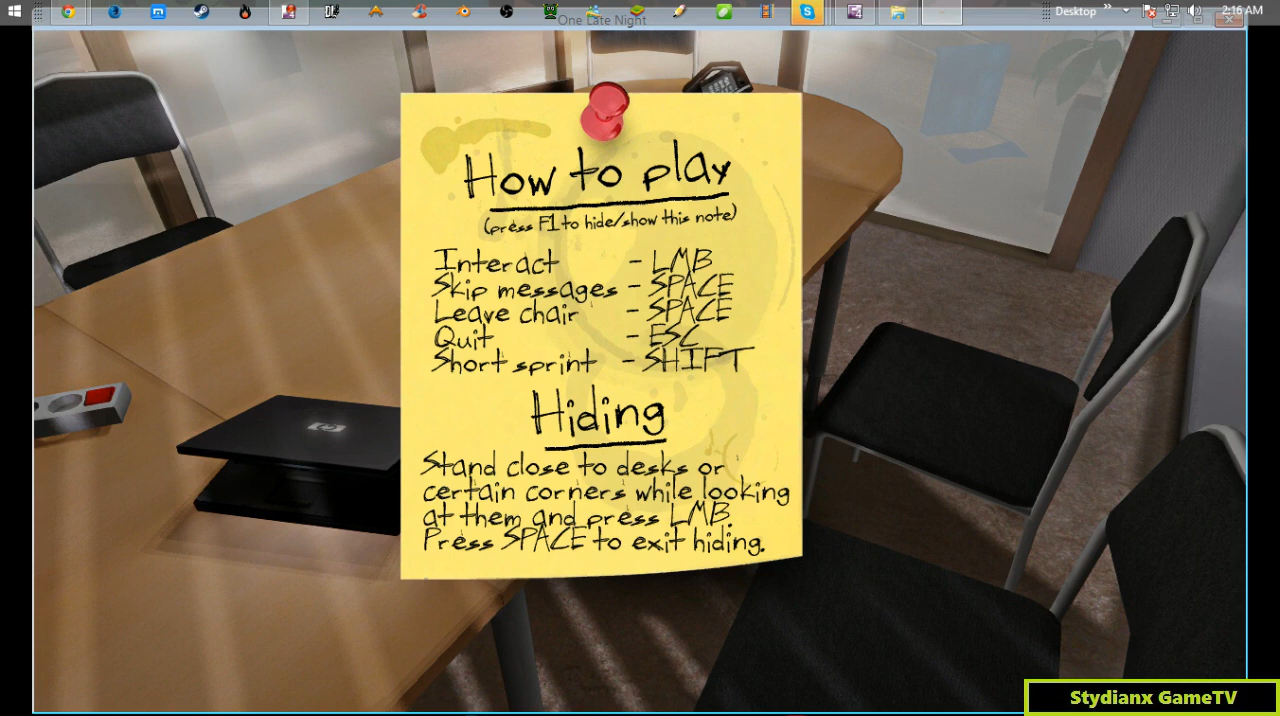 One Late Night
Desktop
»
2:16 AM
How to play
(press F1 to hide/show this note)
Interact - LMB
Skip messages - SPACE
Leave chair - SPACE
Quit - ESC
Short sprint - SHIFT
Hiding
Stand close to desks or
certain corners while looking
at them and press LMB.
Press SPACE to exit hiding.
hp
Stydianx GameTV